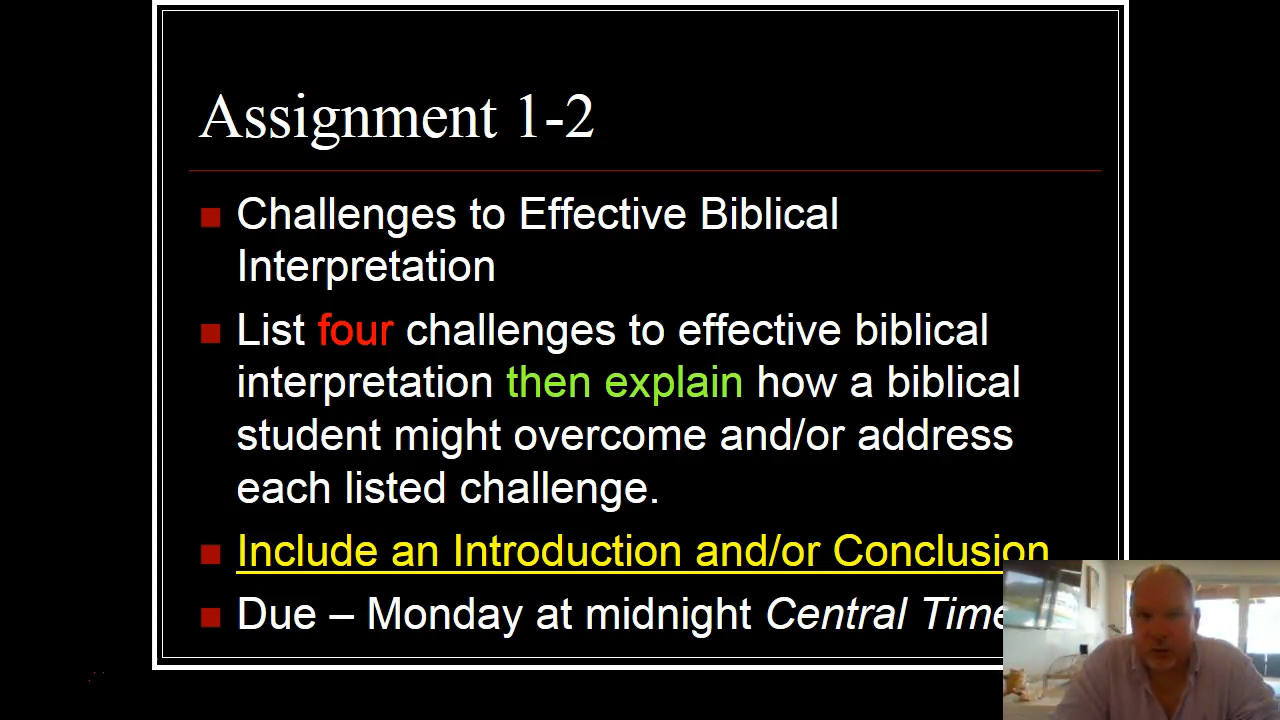 Assignment 1-2
Challenges to Effective Biblical
Interpretation
List four challenges to effective biblical
interpretation then explain how a biblical
student might overcome and/or address
each listed challenge.
Include an Introduction and/or Conclusion
Due – Monday at midnight Central Time